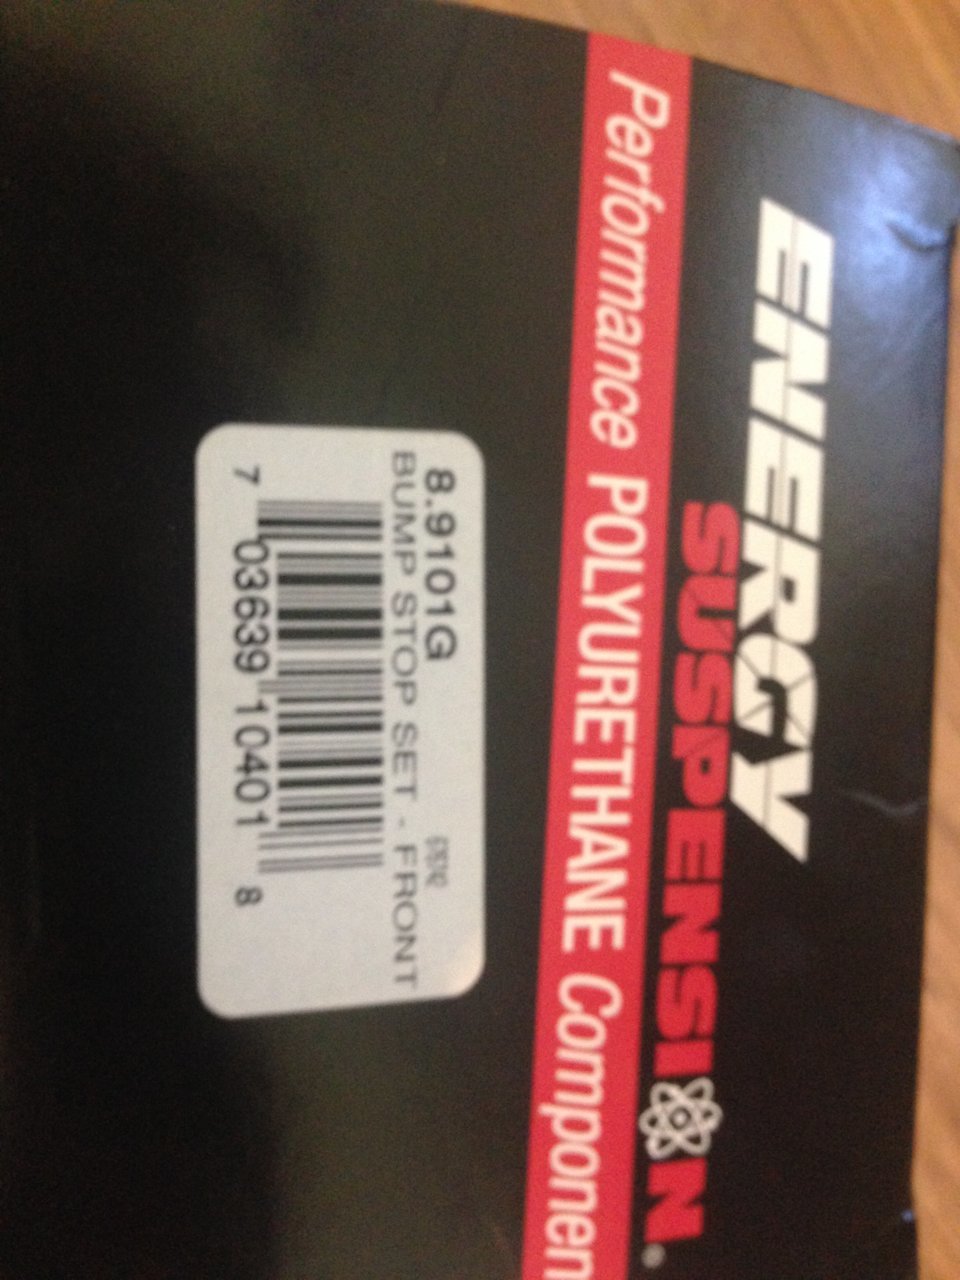 ENERGY
SUSPENSION®
Performance POLYURETHANE Componen
8.9101G
BUMP STOP SET - FRONT
7 03639 10401 8